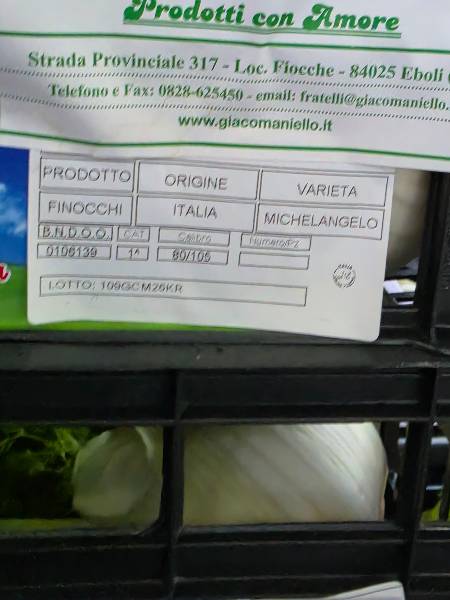 Prodotti con Amore
Strada Provinciale 317 - Loc. Fiocche - 84025 Eboli
Telefono e Fax: 0828-625450 - email: fratelli@giacomaniello.
www.giacomaniello.it
PRODOTTO ORIGINE VARIETA
FINOCCHI ITALIA MICHELANGELO
B.N.D.O.O. CAT Calibro Numero/Pz
0106139 1^ 80/105
LOTTO: 109GCM26KR